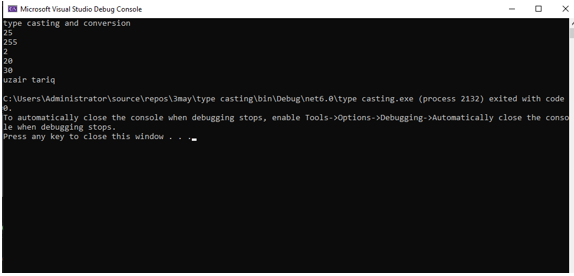 Microsoft Visual Studio Debug Console
type casting and conversion
25
255
2
20
30
uzair tariq
C:\Users\Administrator\source\repos\3may\type casting\bin\Debug\net6.0\type casting.exe (process 2132) exited with code
0.
To automatically close the console when debugging stops, enable Tools->Options->Debugging->Automatically close the conso
le when debugging stops.
Press any key to close this window . . .